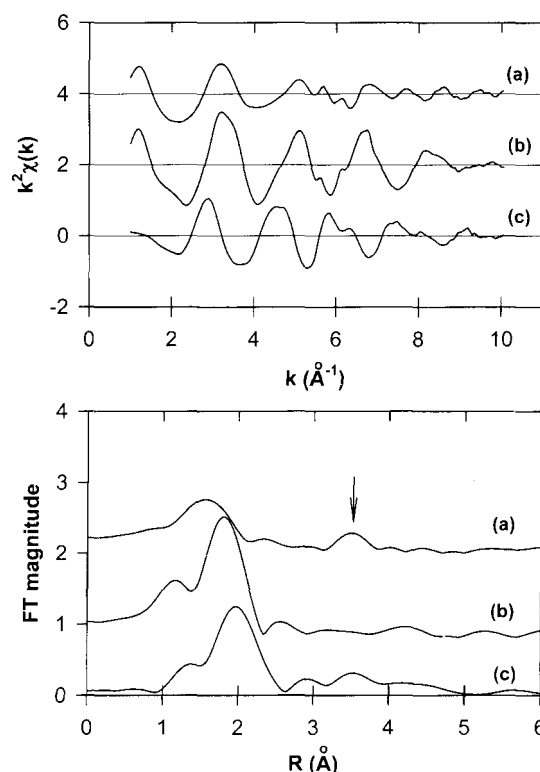 6
4
2
0
-2
k²χ(k)
(a)
(b)
(c)
0 2 4 6 8 10
k (Å⁻¹)
4
3
2
1
0
FT magnitude
(a)
(b)
(c)
0 1 2 3 4 5 6
R (Å)